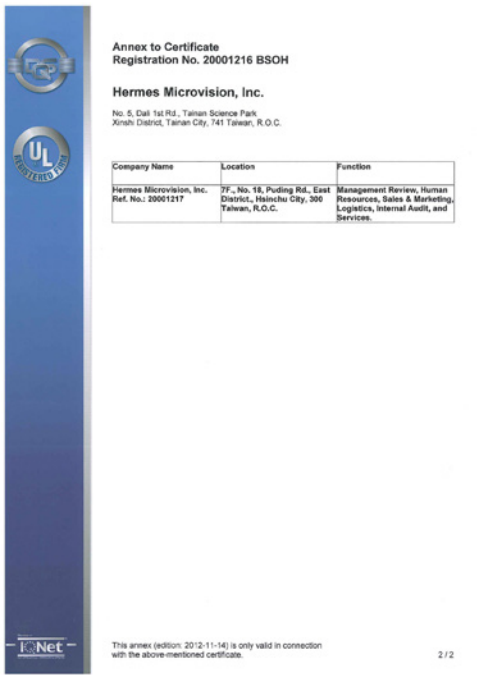 Annex to Certificate
Registration No. 20001216 BSOH
Hermes Microvision, Inc.
No. 5, Dali 1st Rd., Tainan Science Park
Xinshi District, Tainan City, 741 Taiwan, R.O.C.
UL
REGISTERED FIRM
Company Name
Location
Function
Hermes Microvision, Inc.
Ref. No.: 20001217
7F., No. 18, Puding Rd., East
District., Hsinchu City, 300
Taiwan, R.O.C.
Management Review, Human
Resources, Sales & Marketing,
Logistics, Internal Audit, and
Services.
IQNet
This annex (edition: 2012-11-14) is only valid in connection
with the above-mentioned certificate.
2 / 2